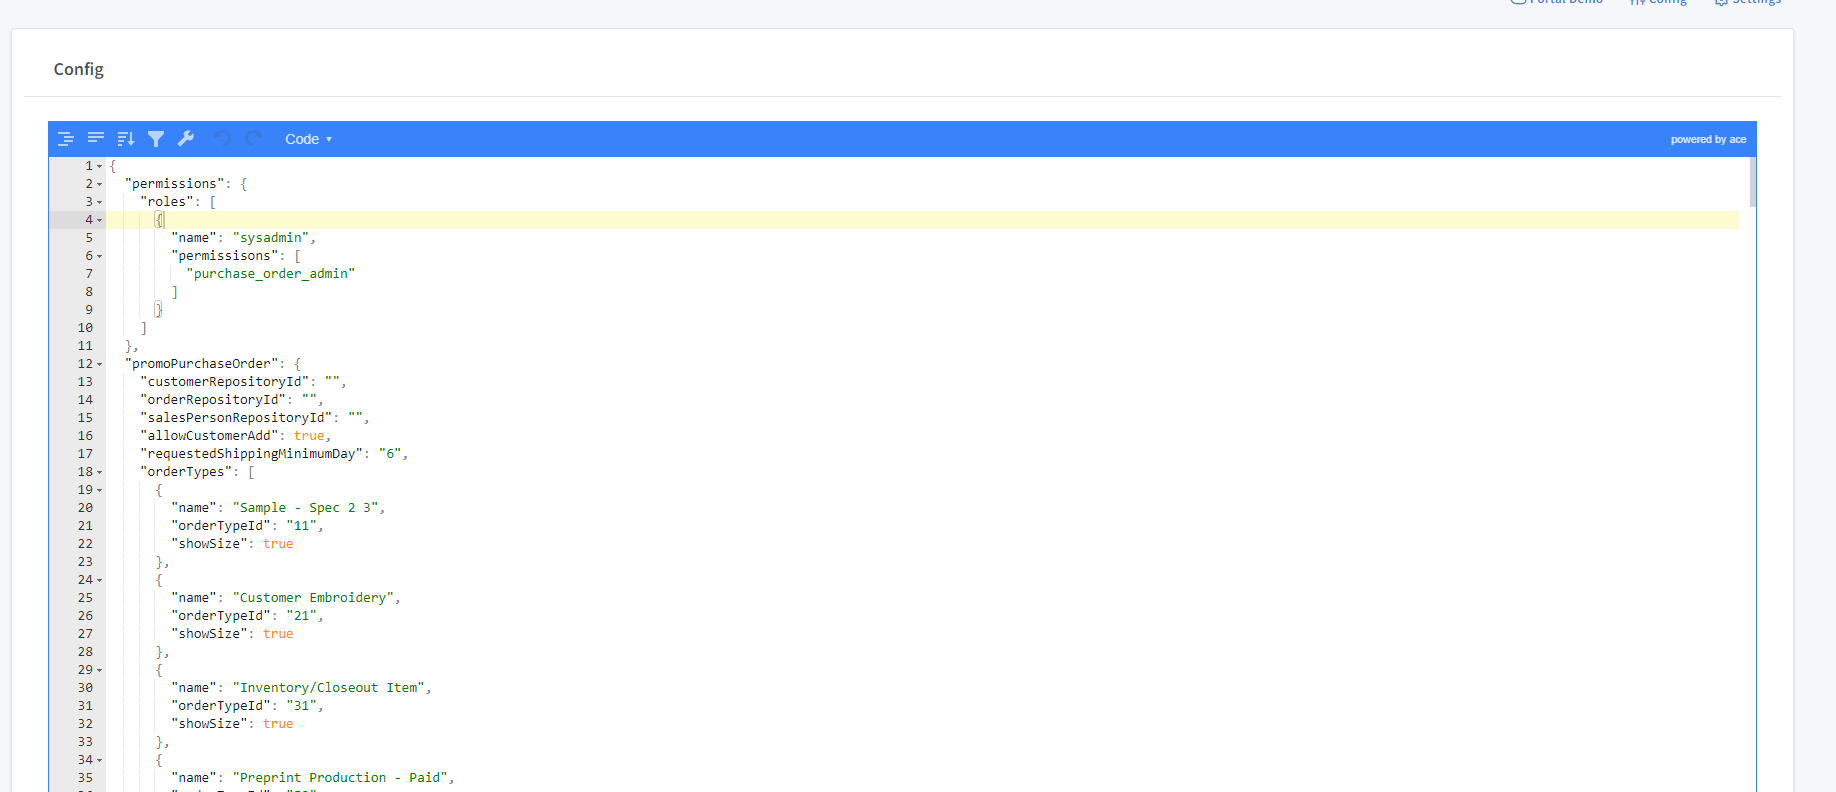 Portal Demo Config Settings
Config
Code
powered by ace
1 {
2 "permissions": {
3 "roles": [
4 {
5 "name": "sysadmin",
6 "permissisons": [
7 "purchase_order_admin"
8 ]
9 }
10 ]
11 },
12 "promoPurchaseOrder": {
13 "customerRepositoryId": "",
14 "orderRepositoryId": "",
15 "salesPersonRepositoryId": "",
16 "allowCustomerAdd": true,
17 "requestedShippingMinimumDay": "6",
18 "orderTypes": [
19 {
20 "name": "Sample - Spec 2 3",
21 "orderTypeId": "11",
22 "showSize": true
23 },
24 {
25 "name": "Customer Embroidery",
26 "orderTypeId": "21",
27 "showSize": true
28 },
29 {
30 "name": "Inventory/Closeout Item",
31 "orderTypeId": "31",
32 "showSize": true
33 },
34 {
35 "name": "Preprint Production - Paid",